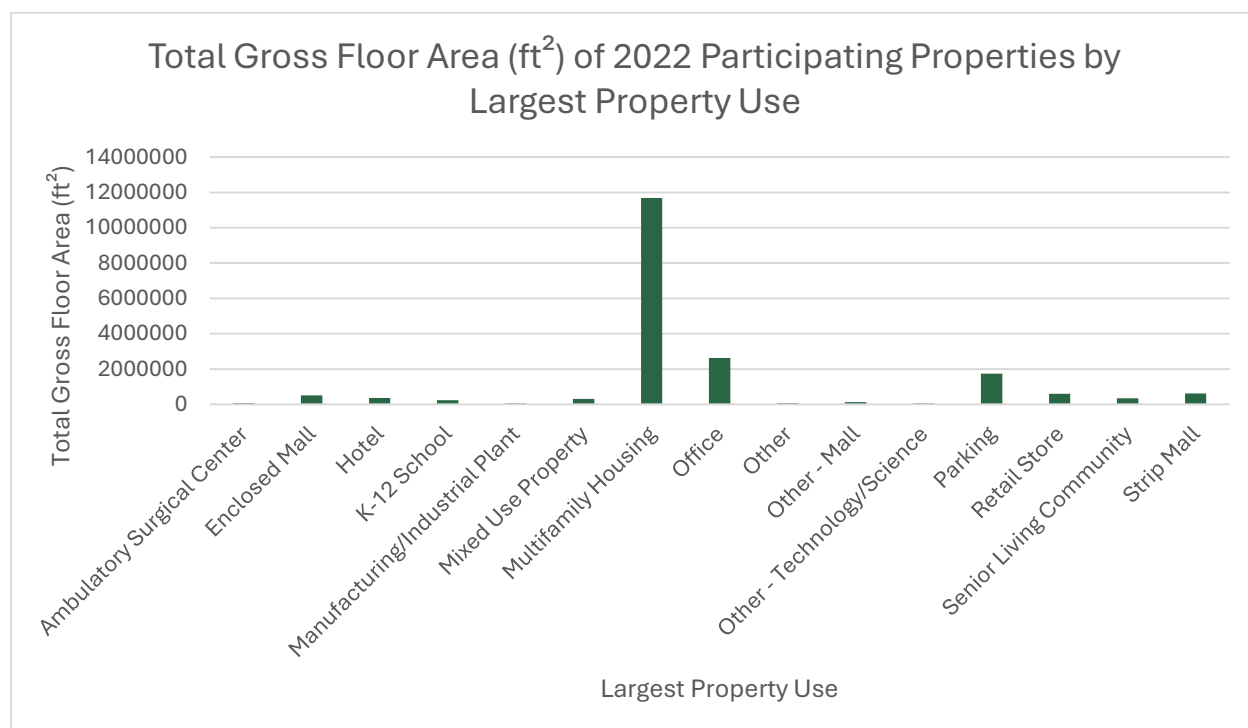 Total Gross Floor Area (ft²) of 2022 Participating Properties by
Largest Property Use
Total Gross Floor Area (ft²)
14000000
12000000
10000000
8000000
6000000
4000000
2000000
0
Ambulatory Surgical Center
Enclosed Mall
Hotel
K-12 School
Manufacturing/Industrial Plant
Mixed Use Property
Multifamily Housing
Office
Other
Other - Mall
Other - Technology/Science
Parking
Retail Store
Senior Living Community
Strip Mall
Largest Property Use